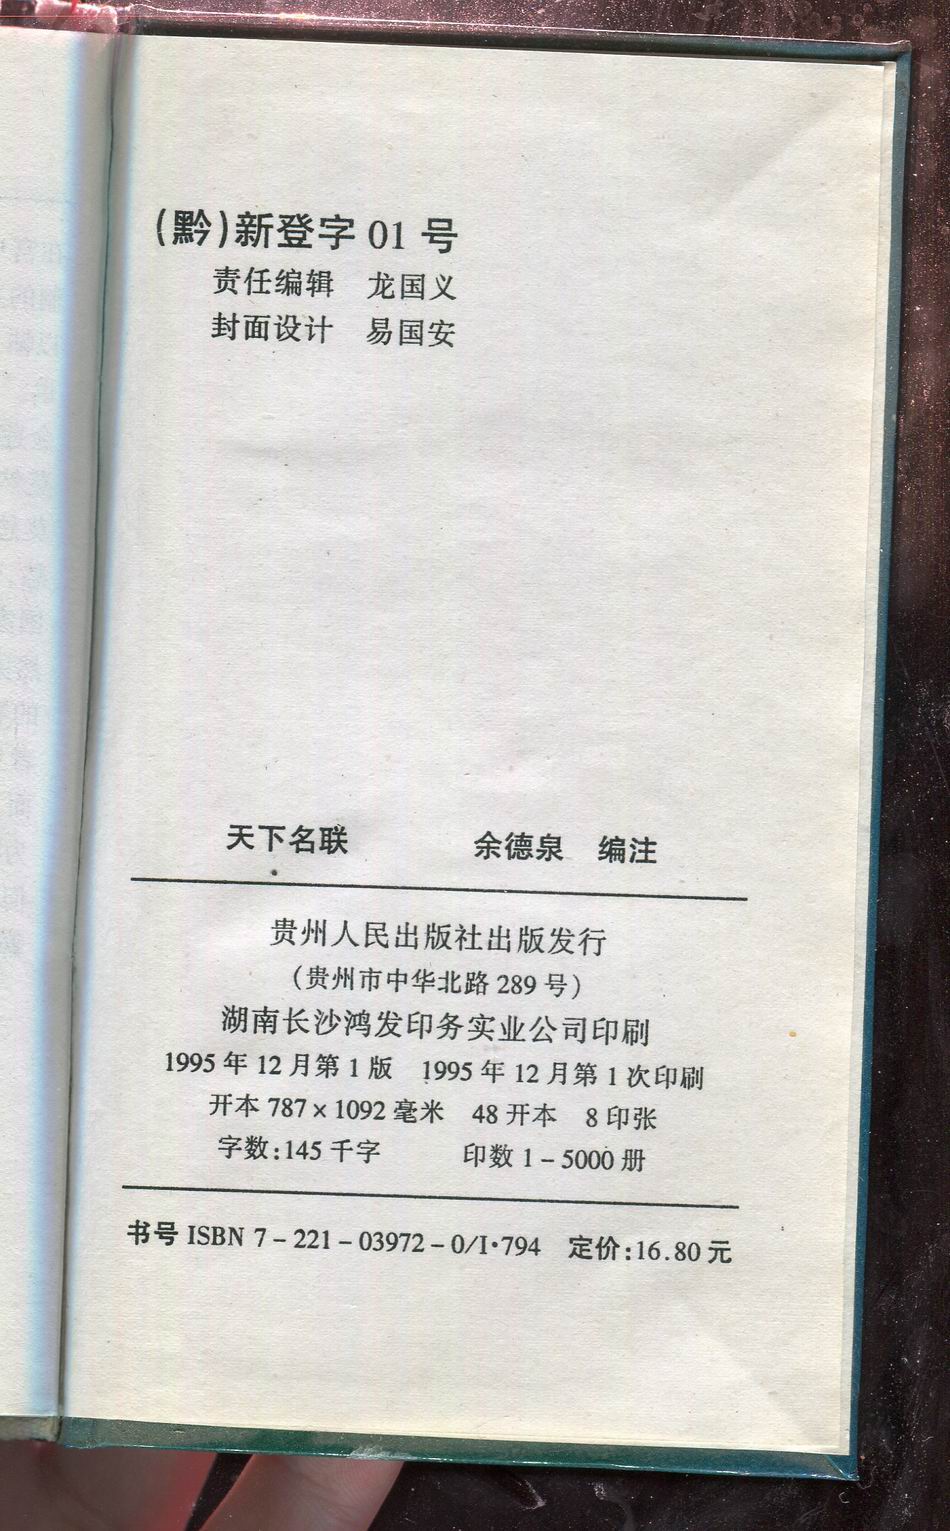 (黔)新登字 01 号
责任编辑 龙国义
封面设计 易国安
天下名联 余德泉 编注
贵州人民出版社出版发行
(贵州市中华北路 289 号)
湖南长沙鸿发印务实业公司印刷
1995 年 12 月第 1 版 1995 年 12 月第 1 次印刷
开本 787×1092 毫米 48 开本 8 印张
字数:145 千字 印数 1-5000 册
书号 ISBN 7-221-03972-0/I·794 定价:16.80 元